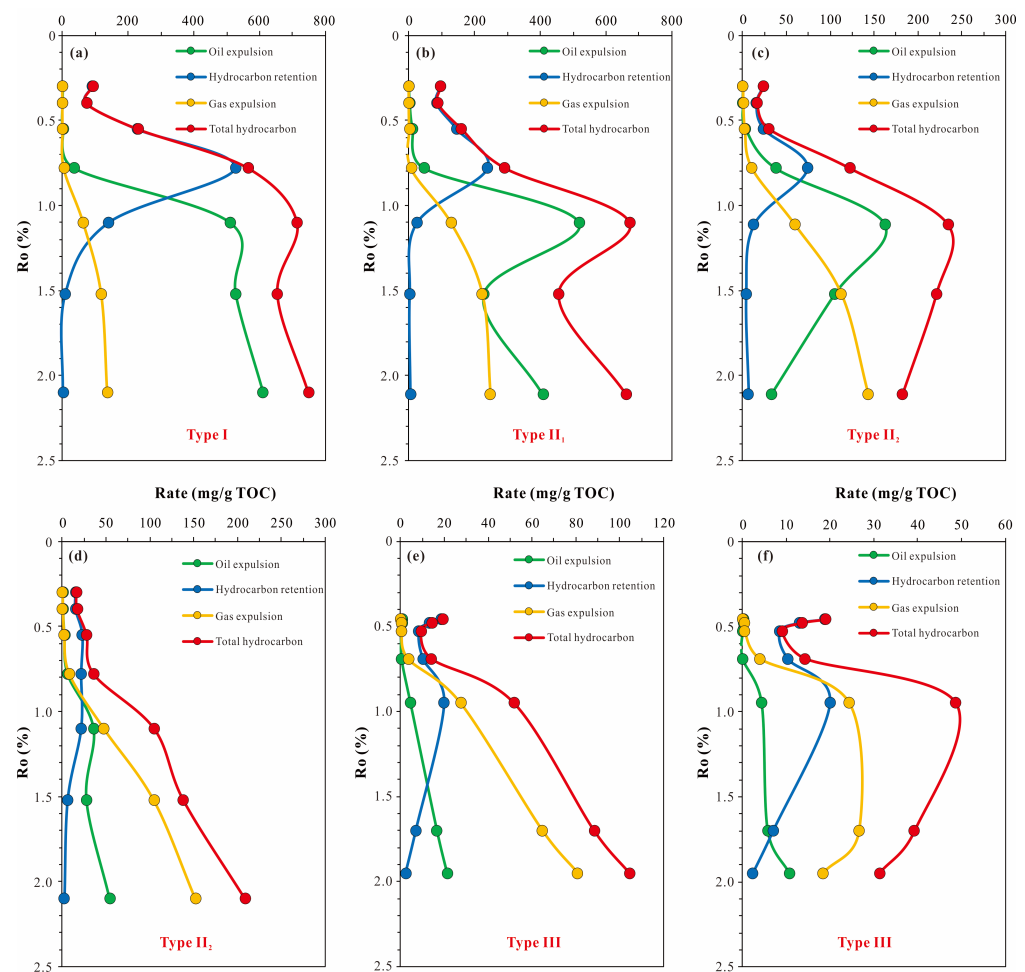 0 200 400 600 800
0 200 400 600 800
0 50 100 150 200 250 300
0
(a)
Oil expulsion
Hydrocarbon retention
Gas expulsion
Total hydrocarbon
0.5
1.0
1.5
2.0
2.5
Ro (%)
Type I
0
(b)
Oil expulsion
Hydrocarbon retention
Gas expulsion
Total hydrocarbon
0.5
1.0
1.5
2.0
2.5
Ro (%)
Type II₁
0
(c)
Oil expulsion
Hydrocarbon retention
Gas expulsion
Total hydrocarbon
0.5
1.0
1.5
2.0
2.5
Ro (%)
Type II₂
Rate (mg/g TOC)
Rate (mg/g TOC)
Rate (mg/g TOC)
0 50 100 150 200 250 300
0 20 40 60 80 100 120
0 10 20 30 40 50 60
0
(d)
Oil expulsion
Hydrocarbon retention
Gas expulsion
Total hydrocarbon
0.5
1.0
1.5
2.0
2.5
Ro (%)
Type II₂
0
(e)
Oil expulsion
Hydrocarbon retention
Gas expulsion
Total hydrocarbon
0.5
1.0
1.5
2.0
2.5
Ro (%)
Type III
0
(f)
Oil expulsion
Hydrocarbon retention
Gas expulsion
Total hydrocarbon
0.5
1.0
1.5
2.0
2.5
Ro (%)
Type III